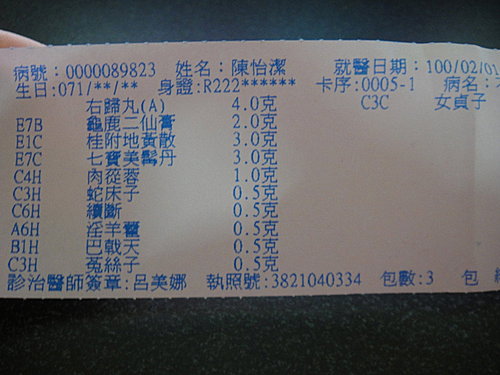 病號:0000089823 姓名:陳怡潔 就醫日期:100/02/01
生日:071/**/** 身證:R222****** 卡序:0005-1 病名:
右歸丸(A) 4.0克 C3C 女貞子
E7B 龜鹿二仙膏 2.0克
E1C 桂附地黃散 3.0克
E7C 七寶美髯丹 3.0克
C4H 肉蓯蓉 1.0克
C3H 蛇床子 0.5克
C6H 續斷 0.5克
A6H 淫羊藿 0.5克
B1H 巴戟天 0.5克
C3H 菟絲子 0.5克
診治醫師簽章:呂美娜 執照號:3821040334 包數:3 包